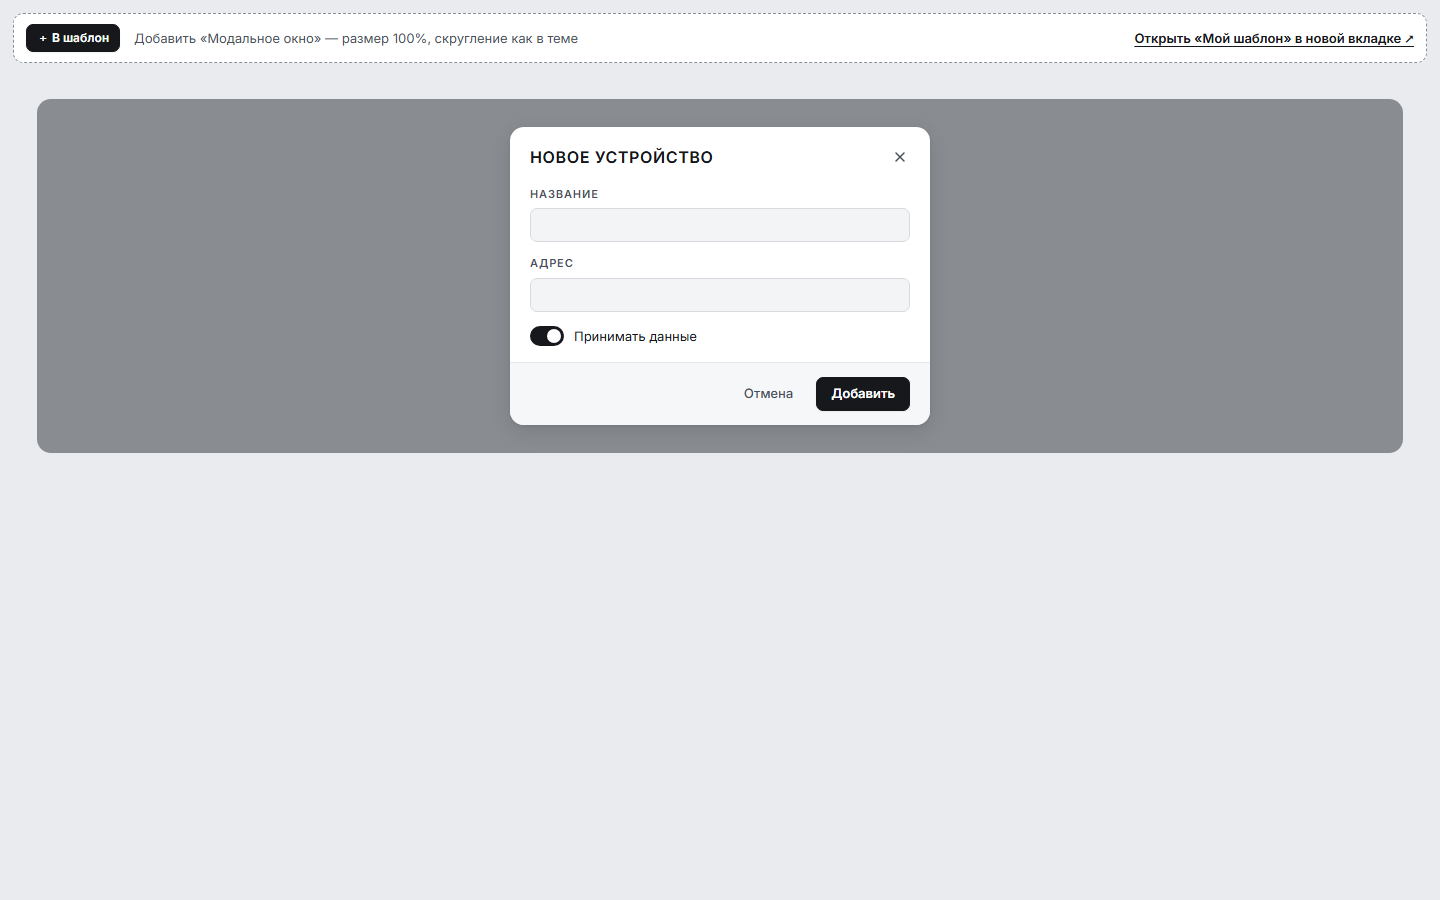 + В шаблон
Добавить «Модальное окно» — размер 100%, скругление как в теме
Открыть «Мой шаблон» в новой вкладке ↗
НОВОЕ УСТРОЙСТВО
НАЗВАНИЕ
АДРЕС
Принимать данные
Отмена
Добавить